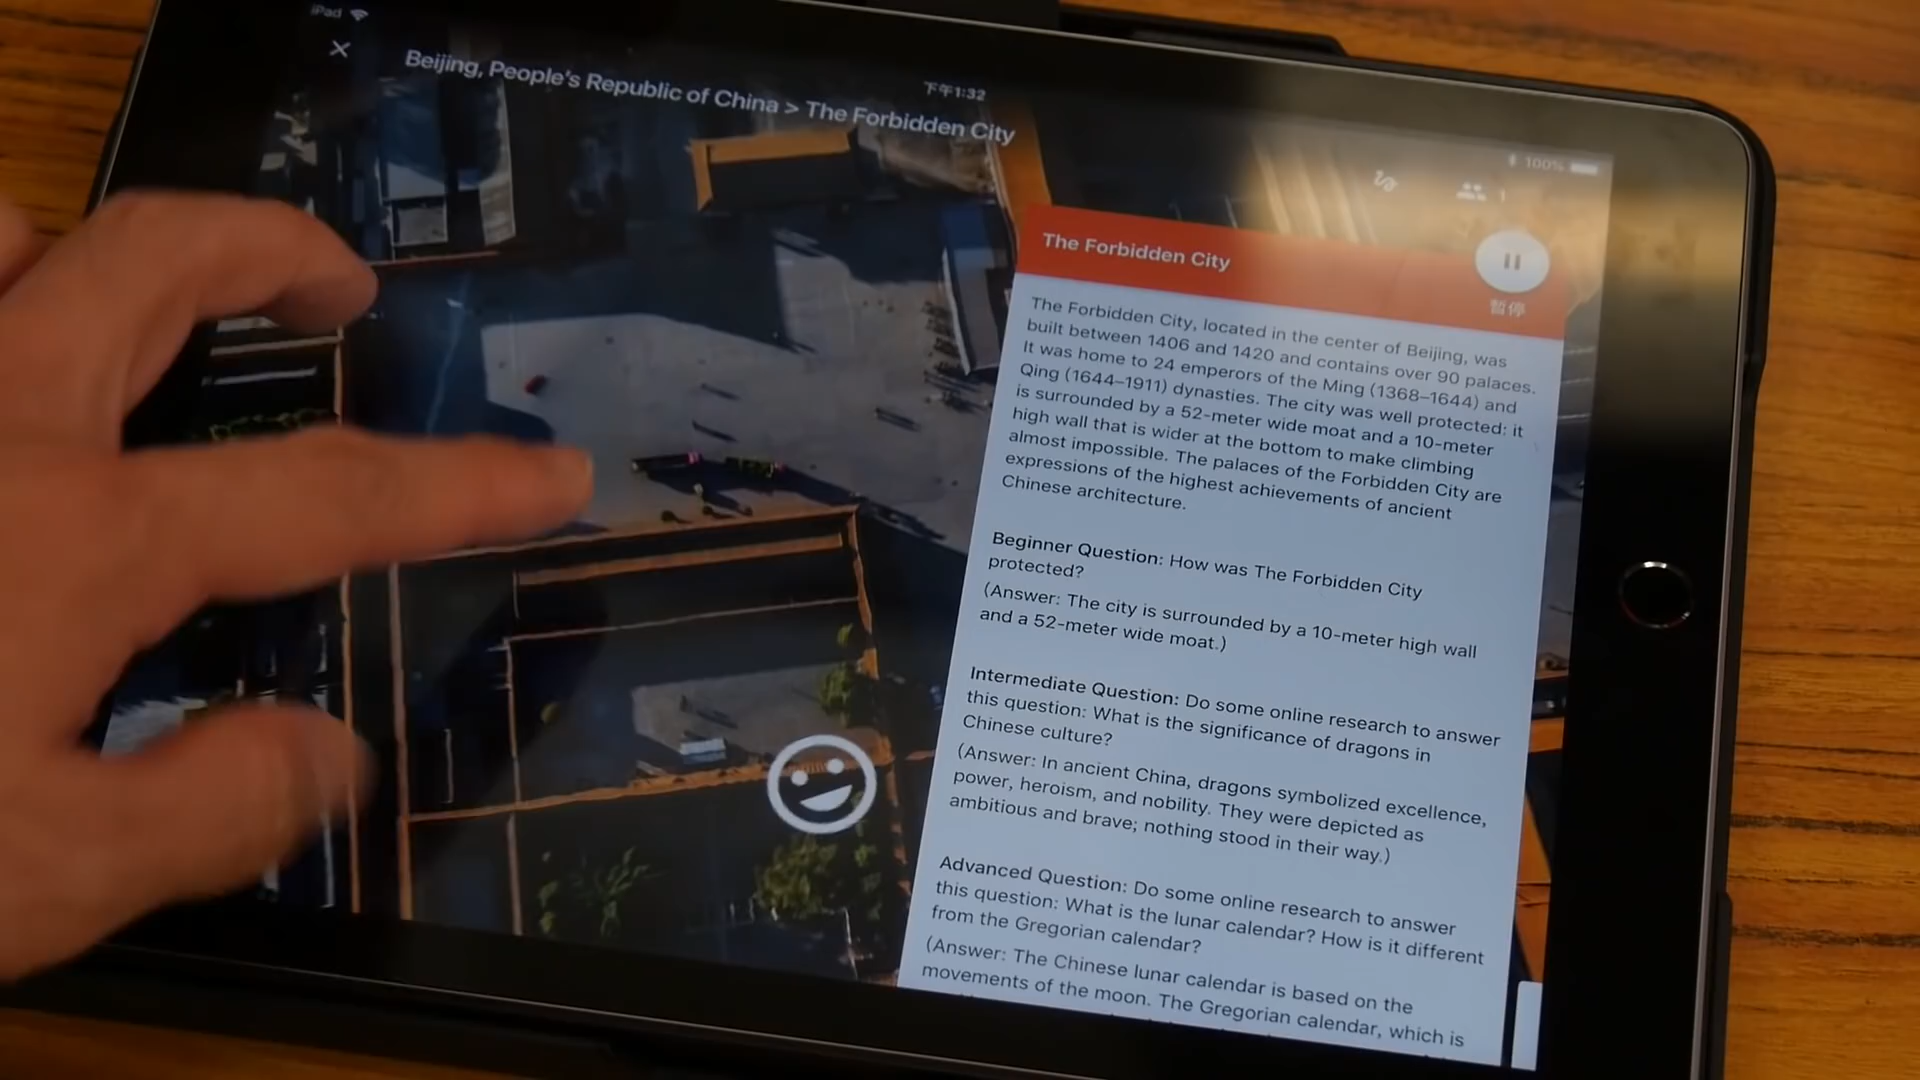 iPad
下午1:32
100%
Beijing, People's Republic of China > The Forbidden City
1
The Forbidden City
暂停
The Forbidden City, located in the center of Beijing, was
built between 1406 and 1420 and contains over 90 palaces.
It was home to 24 emperors of the Ming (1368–1644) and
Qing (1644–1911) dynasties. The city was well protected: it
is surrounded by a 52-meter wide moat and a 10-meter
high wall that is wider at the bottom to make climbing
almost impossible. The palaces of the Forbidden City are
expressions of the highest achievements of ancient
Chinese architecture.
Beginner Question: How was The Forbidden City
protected?
(Answer: The city is surrounded by a 10-meter high wall
and a 52-meter wide moat.)
Intermediate Question: Do some online research to answer
this question: What is the significance of dragons in
Chinese culture?
(Answer: In ancient China, dragons symbolized excellence,
power, heroism, and nobility. They were depicted as
ambitious and brave; nothing stood in their way.)
Advanced Question: Do some online research to answer
this question: What is the lunar calendar? How is it different
from the Gregorian calendar?
(Answer: The Chinese lunar calendar is based on the
movements of the moon. The Gregorian calendar, which is